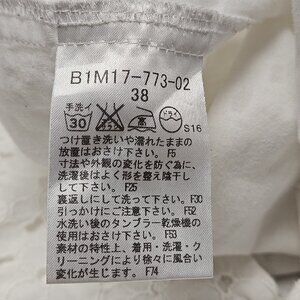 B1M17-773-02
38
手洗イ
30
ドライ
S16
つけ置き洗いや濡れたままの
放置はおさけ下さい。F5
寸法や外観の変化を防ぐ為に、
洗濯後はよく形を整え陰干し
して下さい。F25
裏返しにして洗って下さい。F30
引っかけにご注意下さい。F52
水洗い後のタンブラー乾燥機の
使用はおさけ下さい。F53
素材の特性上、着用・洗濯・ク
リーニングにより徐々に風合い
変化が生じます。F74